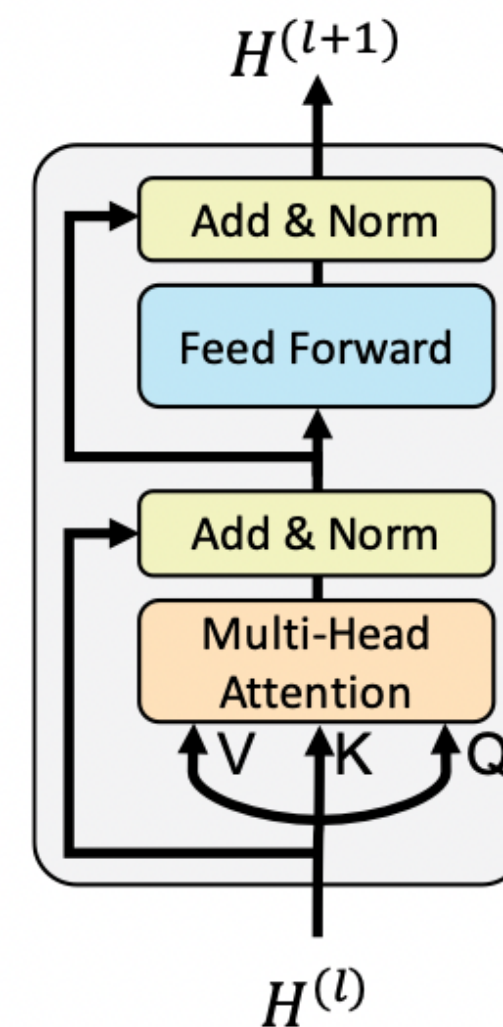 H^(l+1)
Add & Norm
Feed Forward
Add & Norm
Multi-Head
Attention
V K Q
H^(l)